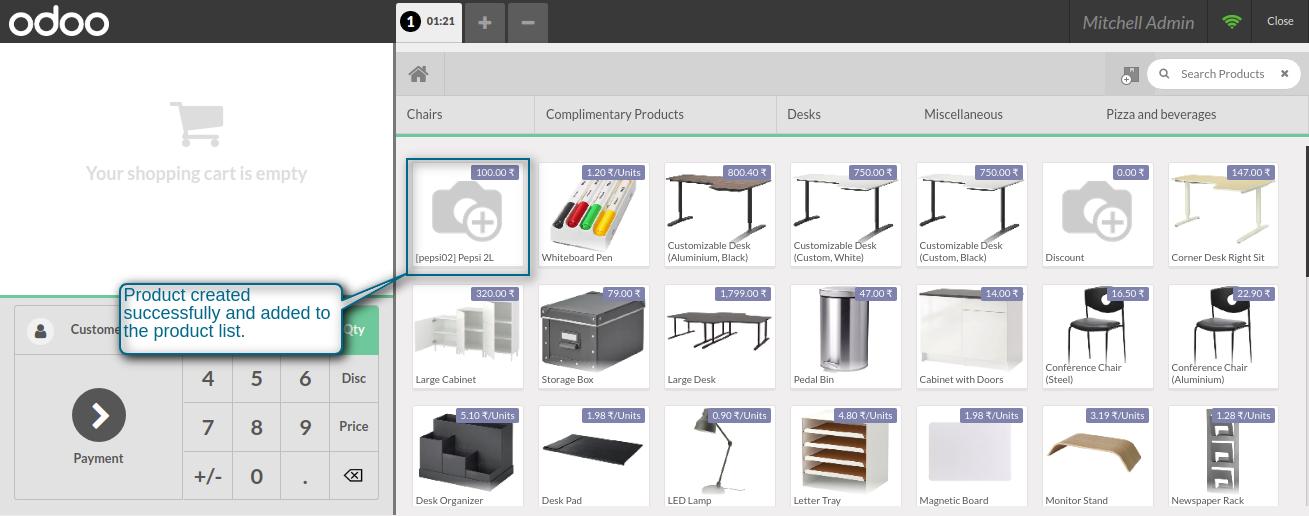 odoo
1 01:21
Mitchell Admin
Close
Search Products
Your shopping cart is empty
Chairs
Complimentary Products
Desks
Miscellaneous
Pizza and beverages
100.00 ₹
[pepsi02] Pepsi 2L
1.20 ₹/Units
Whiteboard Pen
800.40 ₹
Customizable Desk
(Aluminium, Black)
750.00 ₹
Customizable Desk
(Custom, White)
750.00 ₹
Customizable Desk
(Custom, Black)
0.00 ₹
Discount
147.00 ₹
Corner Desk Right Sit
320.00 ₹
Large Cabinet
79.00 ₹
Storage Box
1,799.00 ₹
Large Desk
47.00 ₹
Pedal Bin
14.00 ₹
Cabinet with Doors
16.50 ₹
Conference Chair
(Steel)
22.90 ₹
Conference Chair
(Aluminium)
5.10 ₹/Units
Desk Organizer
1.98 ₹/Units
Desk Pad
0.90 ₹/Units
LED Lamp
4.80 ₹/Units
Letter Tray
1.98 ₹/Units
Magnetic Board
3.19 ₹/Units
Monitor Stand
1.28 ₹/Units
Newspaper Rack
Product created
successfully and added to
the product list.
Custome
Qty
4 5 6 Disc
7 8 9 Price
+/- 0 .
Payment